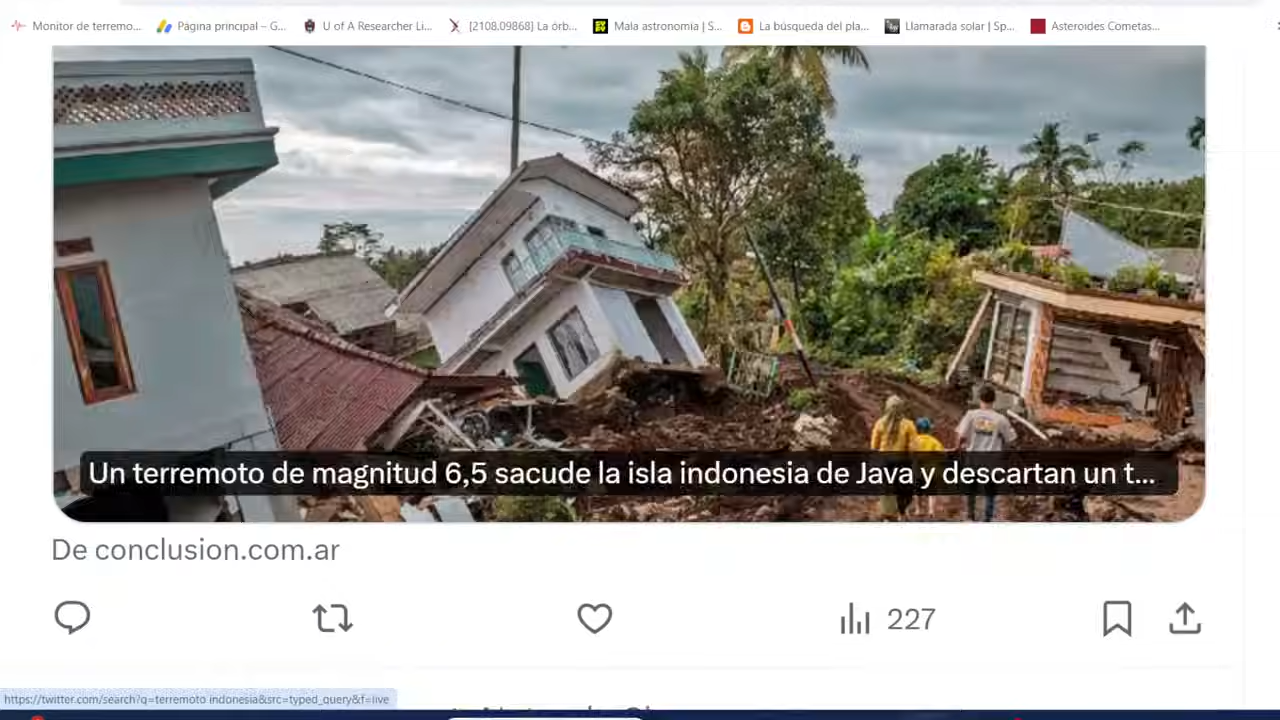 Monitor de terremo...
Página principal – G...
U of A Researcher Li...
[2108.09868] La órb...
Mala astronomía | S...
La búsqueda del pla...
Llamarada solar | Sp...
Asteroides Cometas...
Un terremoto de magnitud 6,5 sacude la isla indonesia de Java y descartan un t...
De conclusion.com.ar
227
https://twitter.com/search?q=terremoto indonesia&src=typed_query&f=live